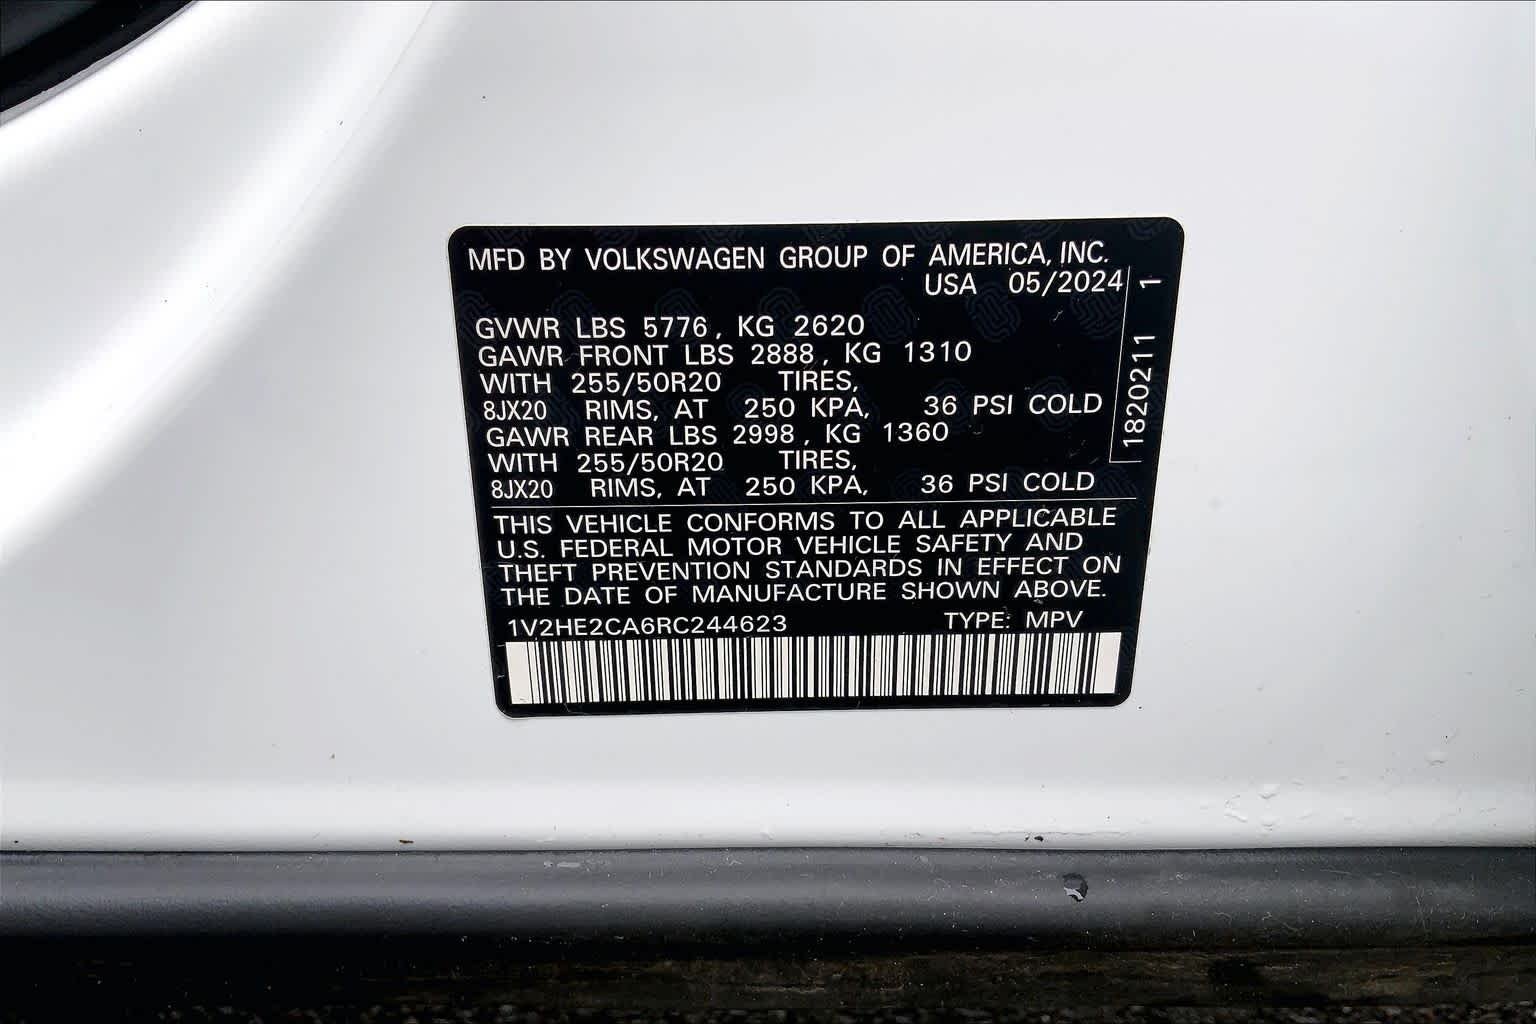 MFD BY VOLKSWAGEN GROUP OF AMERICA, INC.
USA 05/2024
GVWR LBS 5776, KG 2620
GAWR FRONT LBS 2888, KG 1310
WITH 255/50R20 TIRES,
8JX20 RIMS, AT 250 KPA, 36 PSI COLD
GAWR REAR LBS 2998, KG 1360
WITH 255/50R20 TIRES,
8JX20 RIMS, AT 250 KPA, 36 PSI COLD
1820211 1
THIS VEHICLE CONFORMS TO ALL APPLICABLE
U.S. FEDERAL MOTOR VEHICLE SAFETY AND
THEFT PREVENTION STANDARDS IN EFFECT ON
THE DATE OF MANUFACTURE SHOWN ABOVE.
1V2HE2CA6RC244623 TYPE: MPV